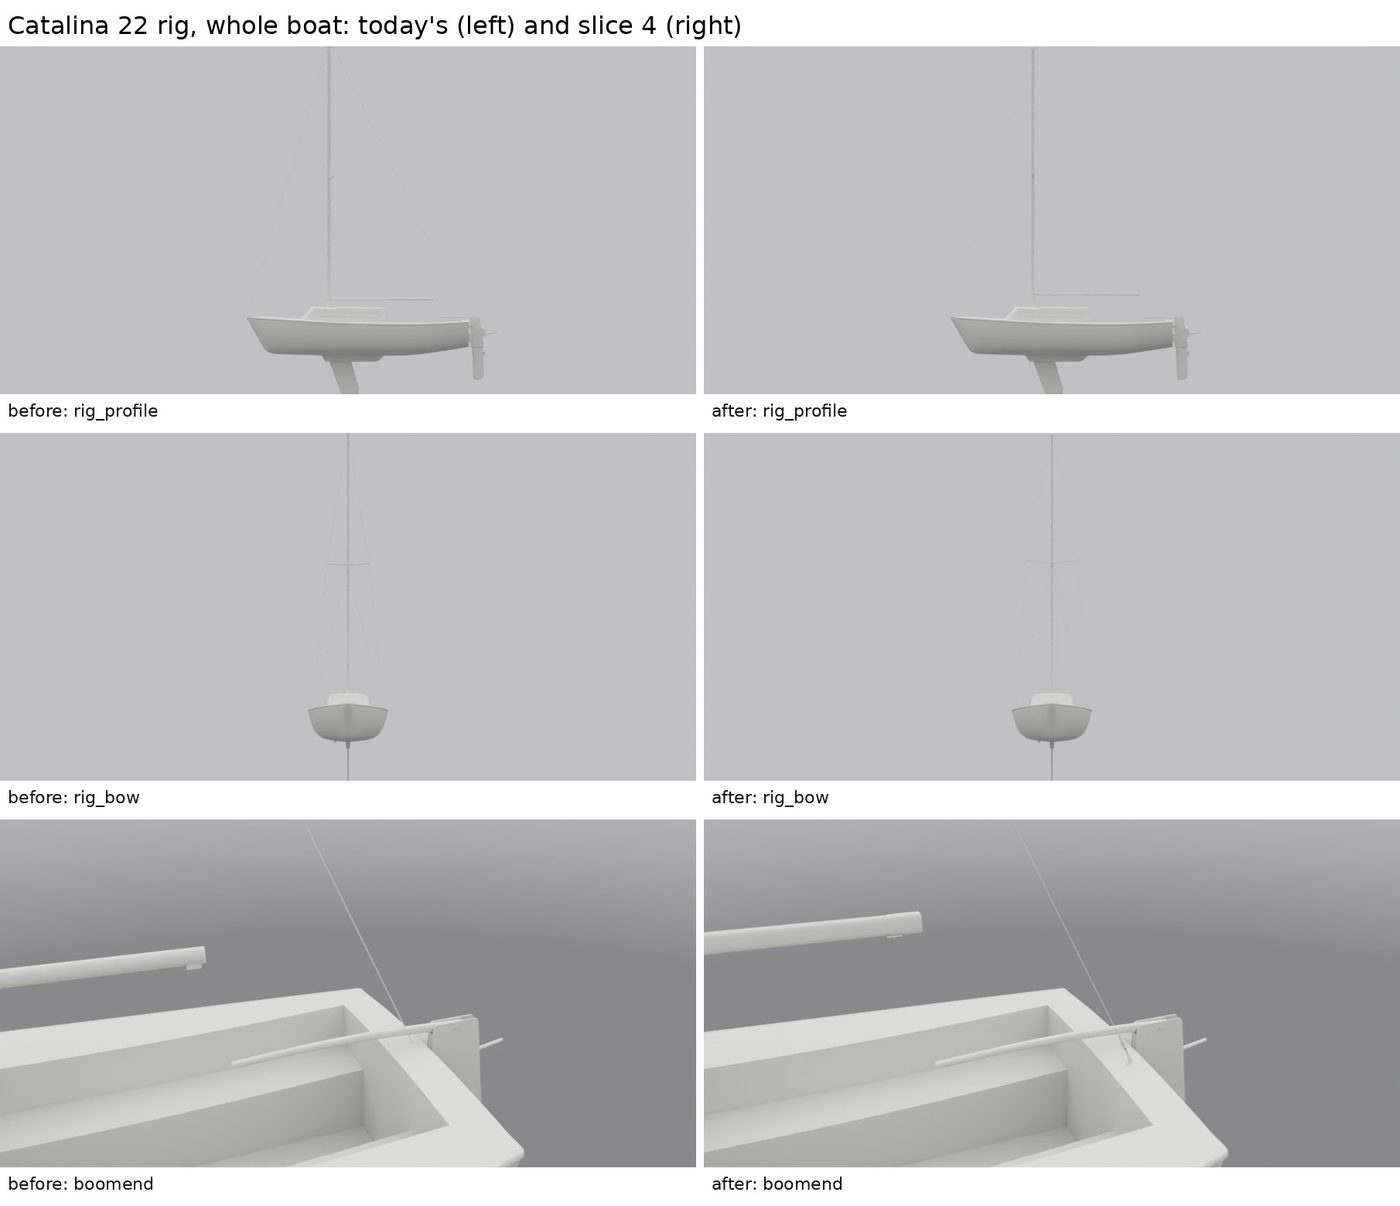 Catalina 22 rig, whole boat: today's (left) and slice 4 (right)
before: rig_profile
after: rig_profile
before: rig_bow
after: rig_bow
before: boomend
after: boomend